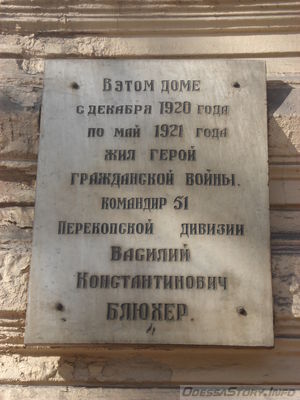 В этом доме
с декабря 1920 года
по май 1921 года
жил герой
гражданской войны.
командир 51
Перекопской дивизии
Василий
Константинович
БЛЮХЕР.
OdessaStory.Info